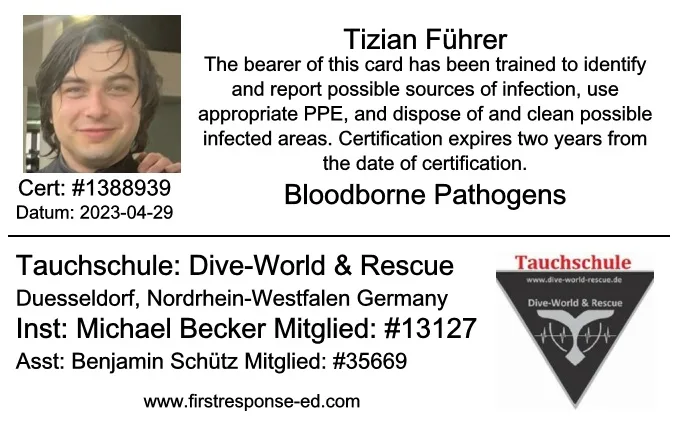 Tizian Führer
The bearer of this card has been trained to identify
and report possible sources of infection, use
appropriate PPE, and dispose of and clean possible
infected areas. Certification expires two years from
the date of certification.
Bloodborne Pathogens
Cert: #1388939
Datum: 2023-04-29
Tauchschule: Dive-World & Rescue
Duesseldorf, Nordrhein-Westfalen Germany
Inst: Michael Becker Mitglied: #13127
Asst: Benjamin Schütz Mitglied: #35669
www.firstresponse-ed.com
Tauchschule
www.dive-world-rescue.de
Dive-World & Rescue